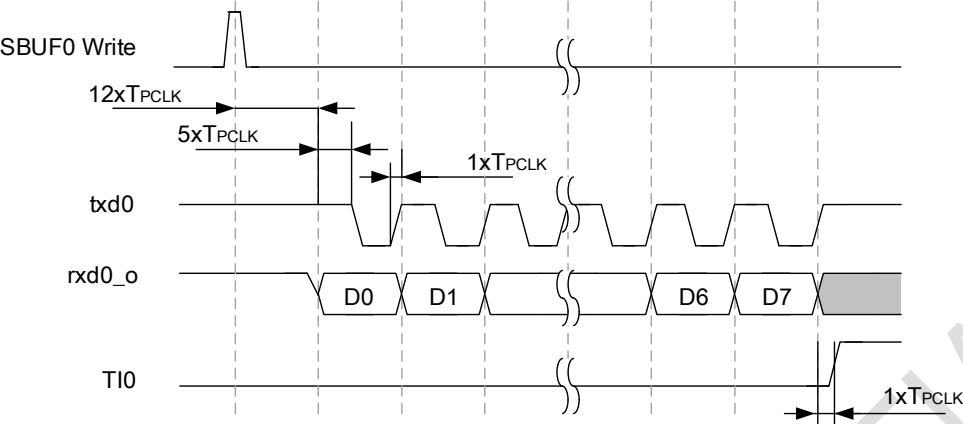 SBUF0 Write
12xTPCLK
5xTPCLK
1xTPCLK
txd0
rxd0_o
D0 D1 D6 D7
TI0
1xTPCLK